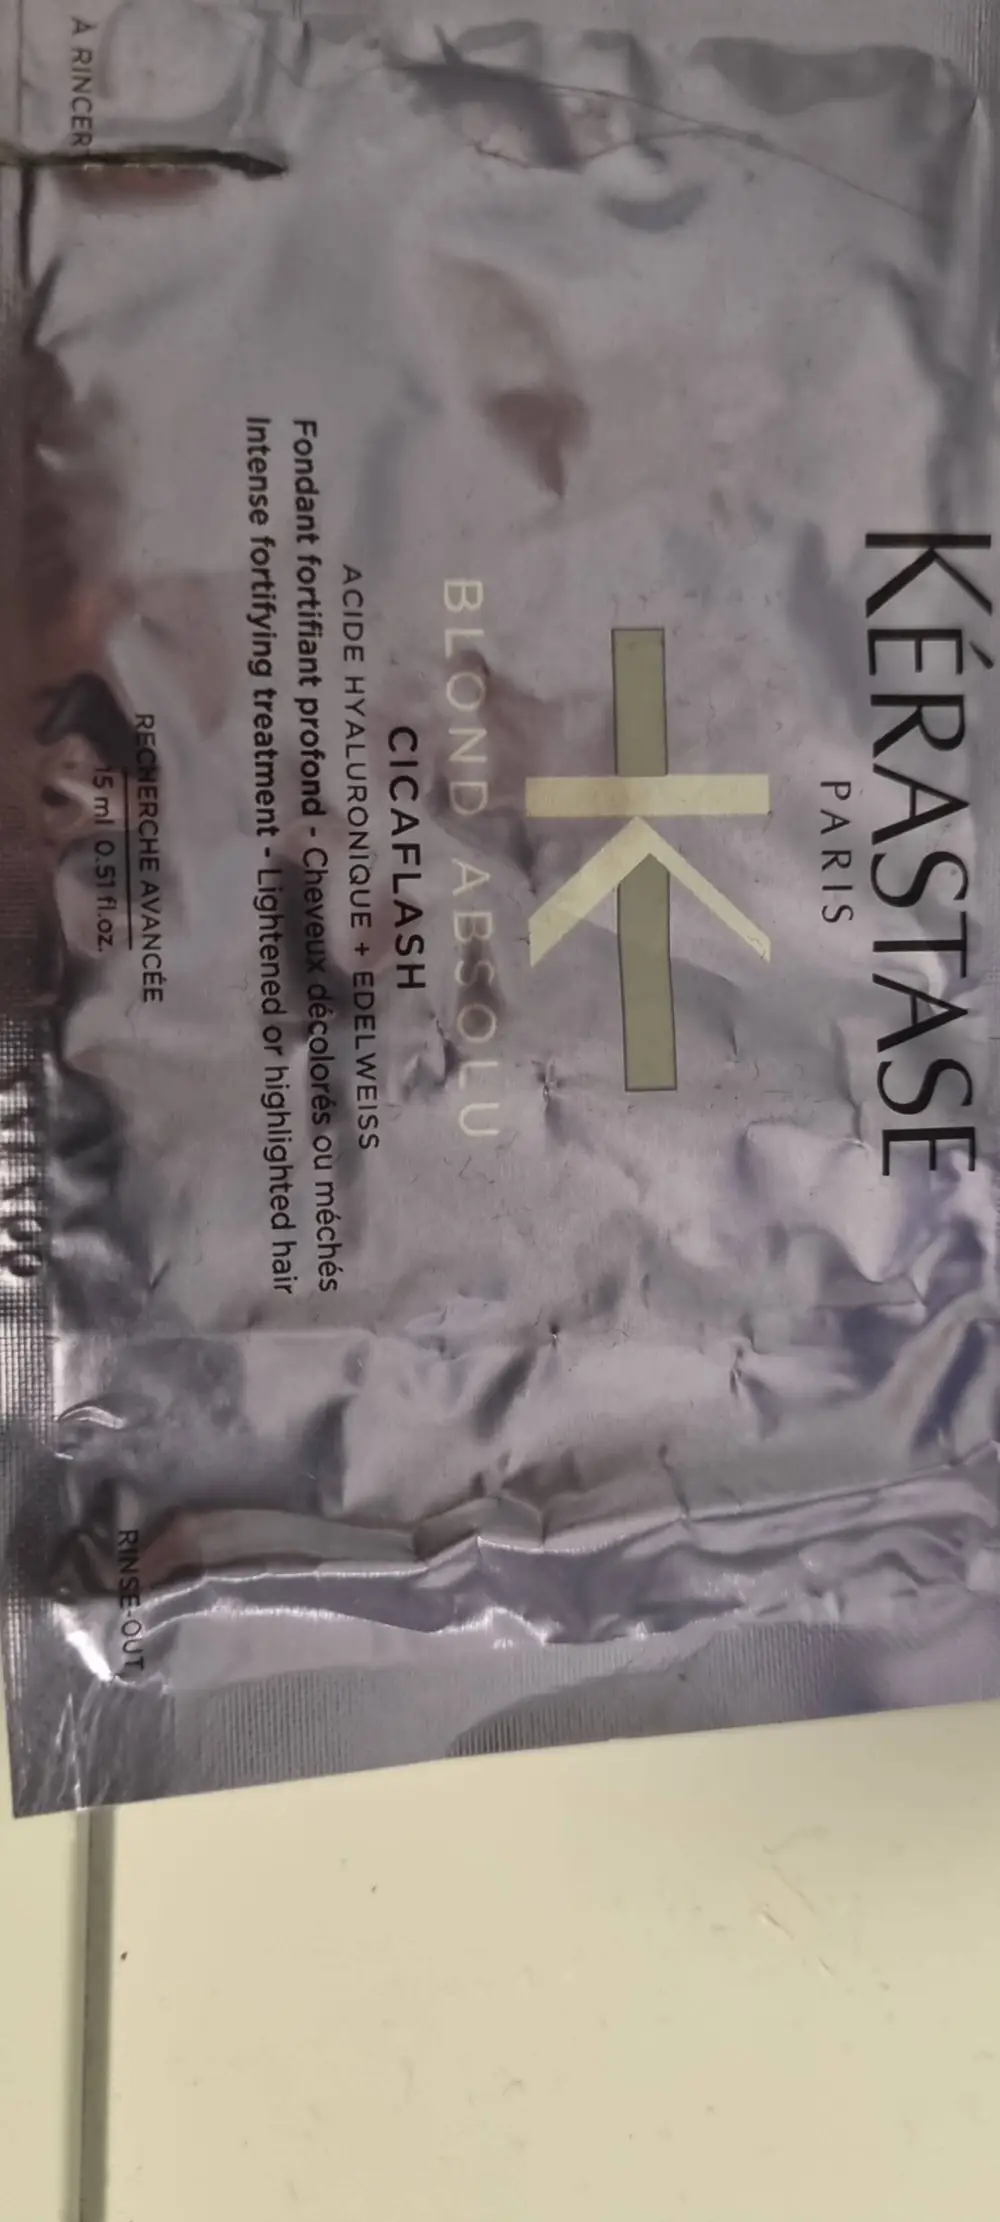 KÉRASTASE
PARIS
K
BLOND ABSOLU
CICAFLASH
ACIDE HYALURONIQUE + EDELWEISS
Fondant fortifiant profond - Cheveux décolorés ou méchés
Intense fortifying treatment - Lightened or highlighted hair
RECHERCHE AVANCÉE
15 ml 0.51 fl.oz.
À RINCER
RINSE-OUT